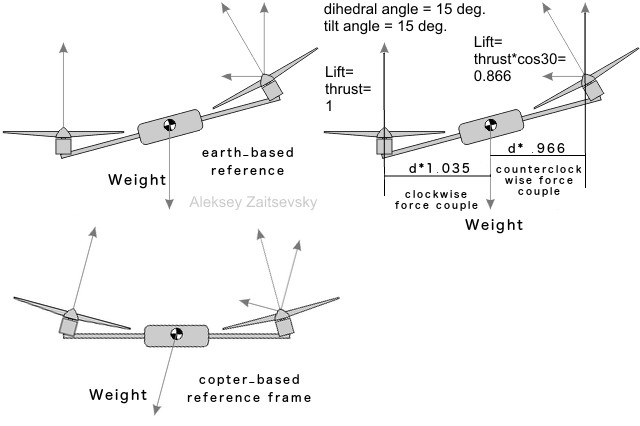 dihedral angle = 15 deg.
tilt angle = 15 deg.
Lift=
thrust=
1
Lift=
thrust*cos30=
0.866
earth_based
reference
Weight
Aleksey Zaitsevsky
d*1.035
d* .966
clockwise
force couple
counterclock
wise force
couple
Weight
Weight
copter_based
reference frame